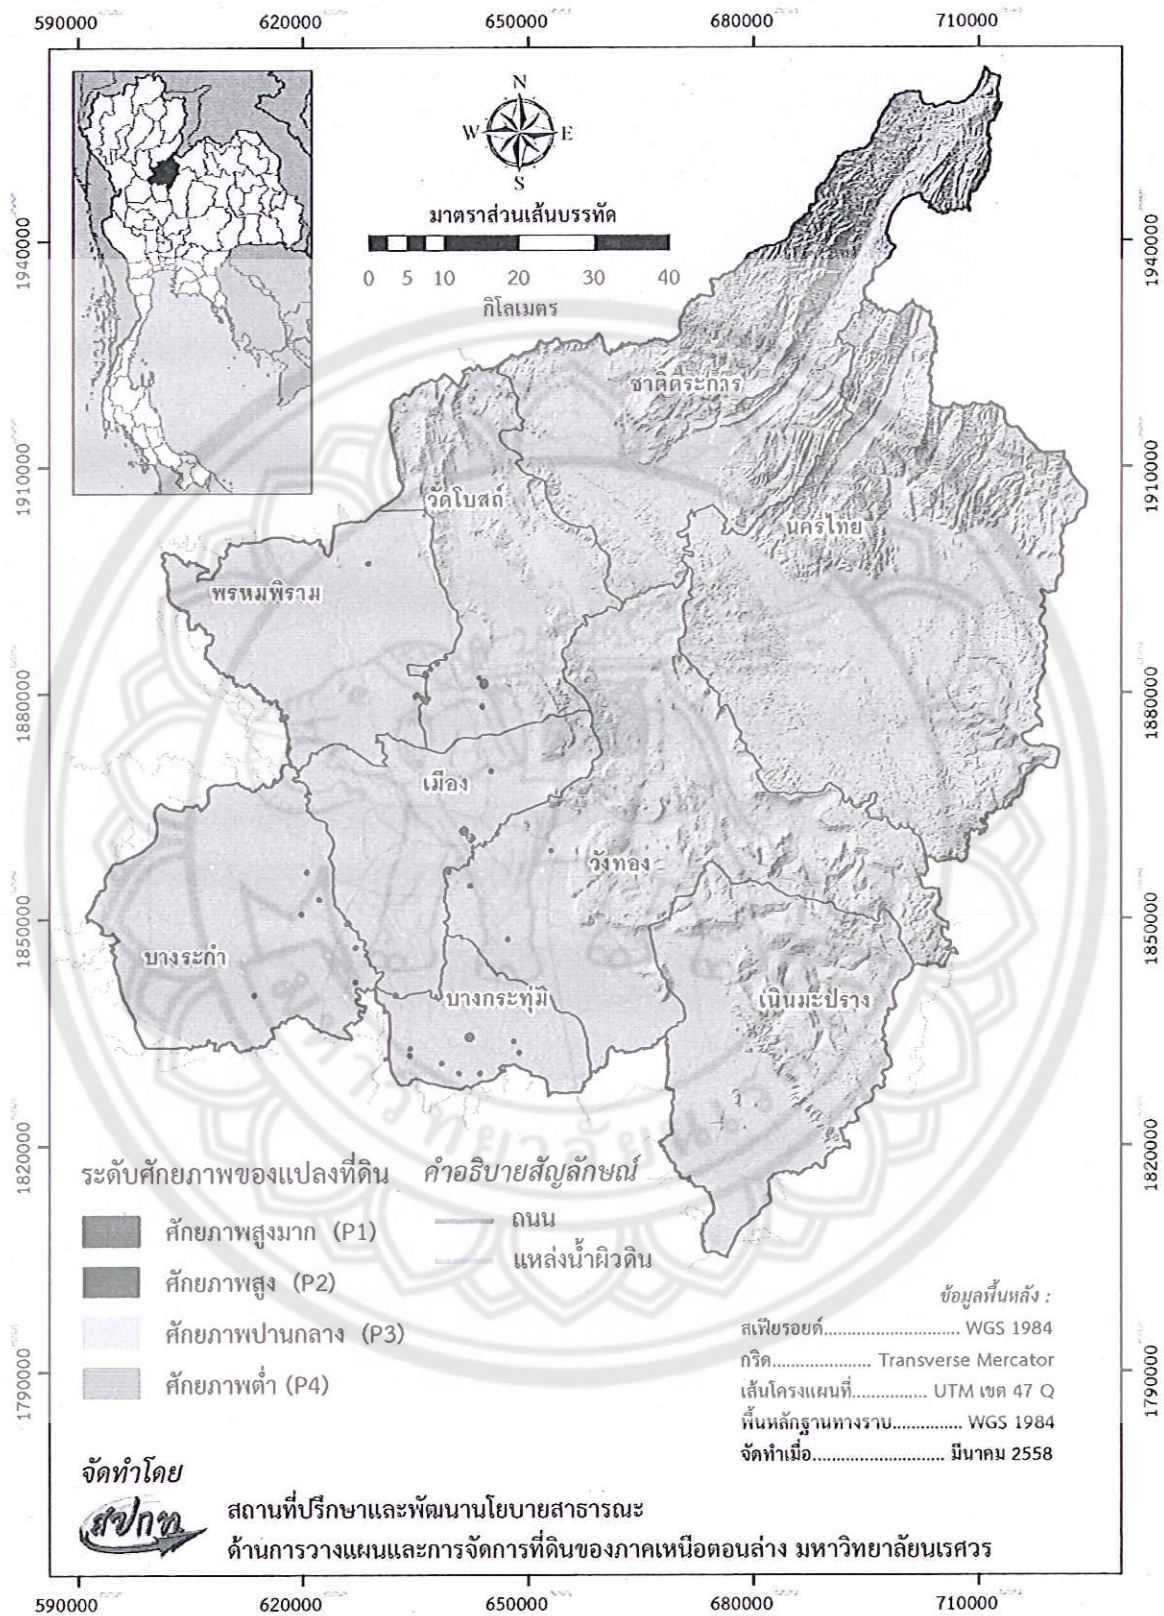 590000 620000 650000 680000 710000
N
W E
S
มาตราส่วนเส้นบรรทัด
0 5 10 20 30 40
กิโลเมตร
1940000 1940000
1910000 1910000
1880000 1880000
1850000 1850000
1820000 1820000
1790000 1790000
ชาติตระการ
วัดโบสถ์
นครไทย
พรหมพิราม
เมือง
วังทอง
บางระกำ
บางกระทุ่ม
เนินมะปราง
มหาวิทยาลัยนเรศวร
ระดับศักยภาพของแปลงที่ดิน
ศักยภาพสูงมาก (P1)
ศักยภาพสูง (P2)
ศักยภาพปานกลาง (P3)
ศักยภาพต่ำ (P4)
คำอธิบายสัญลักษณ์
ถนน
แหล่งน้ำผิวดิน
ข้อมูลพื้นหลัง :
สเฟียรอยด์............................ WGS 1984
กริด.................... Transverse Mercator
เส้นโครงแผนที่............... UTM เขต 47 Q
พื้นหลักฐานทางราบ.............. WGS 1984
จัดทำเมื่อ........................... มีนาคม 2558
จัดทำโดย
สปกท
สถานที่ปรึกษาและพัฒนานโยบายสาธารณะ
ด้านการวางแผนและการจัดการที่ดินของภาคเหนือตอนล่าง มหาวิทยาลัยนเรศวร
590000 620000 650000 680000 710000